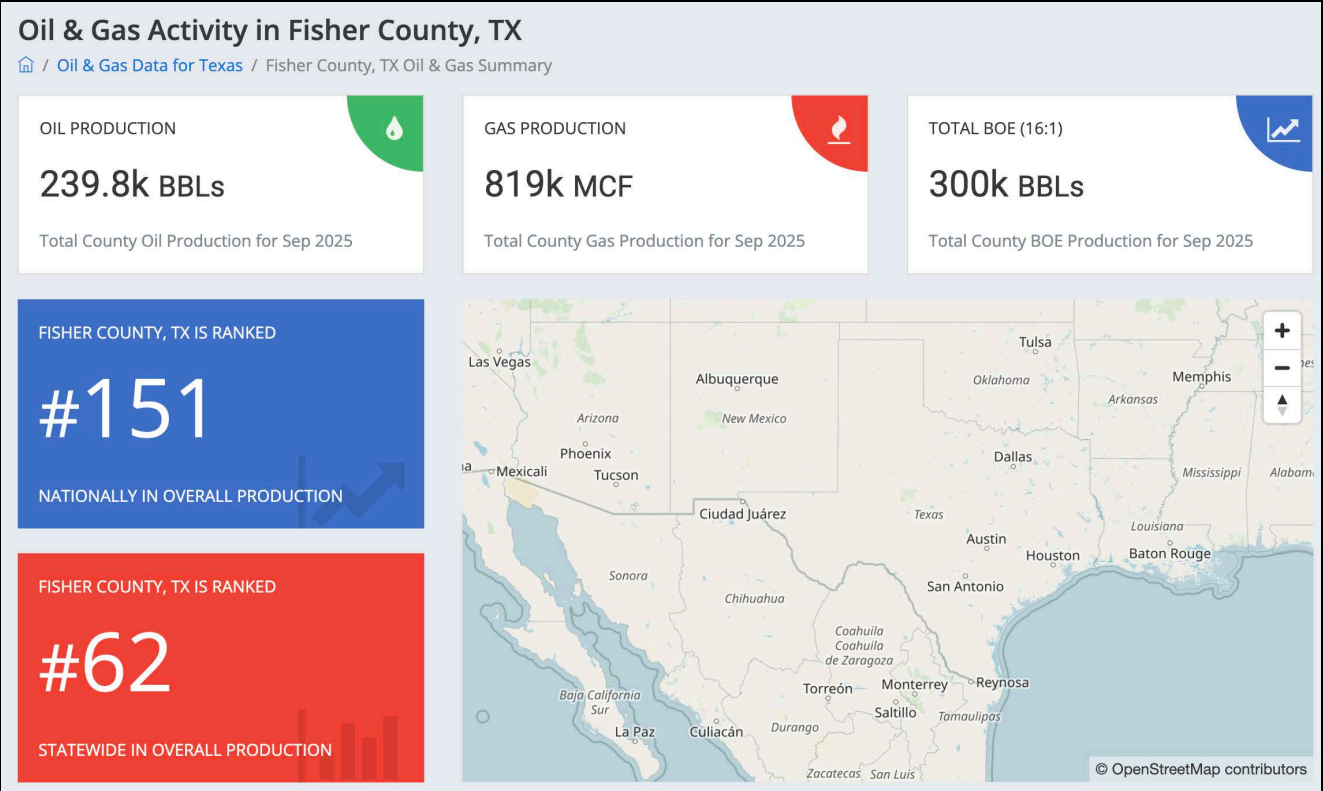 Oil & Gas Activity in Fisher County, TX
/ Oil & Gas Data for Texas / Fisher County, TX Oil & Gas Summary
OIL PRODUCTION
239.8k BBLs
Total County Oil Production for Sep 2025
GAS PRODUCTION
819k MCF
Total County Gas Production for Sep 2025
TOTAL BOE (16:1)
300k BBLs
Total County BOE Production for Sep 2025
FISHER COUNTY, TX IS RANKED
#151
NATIONALLY IN OVERALL PRODUCTION
FISHER COUNTY, TX IS RANKED
#62
STATEWIDE IN OVERALL PRODUCTION
Tulsa
Las Vegas
Albuquerque
Oklahoma
Memphis
Arkansas
Arizona
New Mexico
Phoenix
Dallas
Mexicali
Tucson
Mississippi
Alabam
Ciudad Juárez
Texas
Louisiana
Austin
Houston
Baton Rouge
Sonora
San Antonio
Chihuahua
Coahuila
Coahuila
de Zaragoza
Torreón
Monterrey
Reynosa
Baja California
Sur
Saltillo
Tamaulipas
La Paz
Culiacán
Durango
Zacatecas
San Luis
+
−
© OpenStreetMap contributors